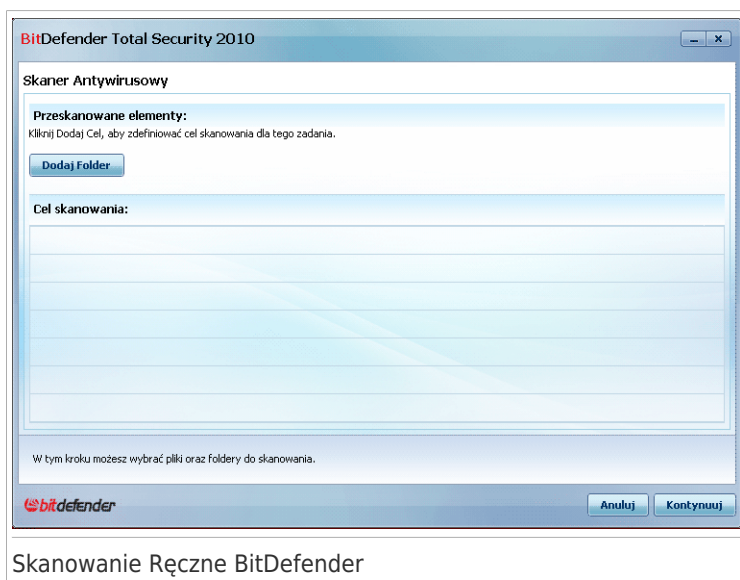 BitDefender Total Security 2010
Skaner Antywirusowy
Przeskanowane elementy:
Kliknij Dodaj Cel, aby zdefiniować cel skanowania dla tego zadania.
Dodaj Folder
Cel skanowania:
W tym kroku możesz wybrać pliki oraz foldery do skanowania.
bitdefender
Anuluj Kontynuuj
Skanowanie Ręczne BitDefender